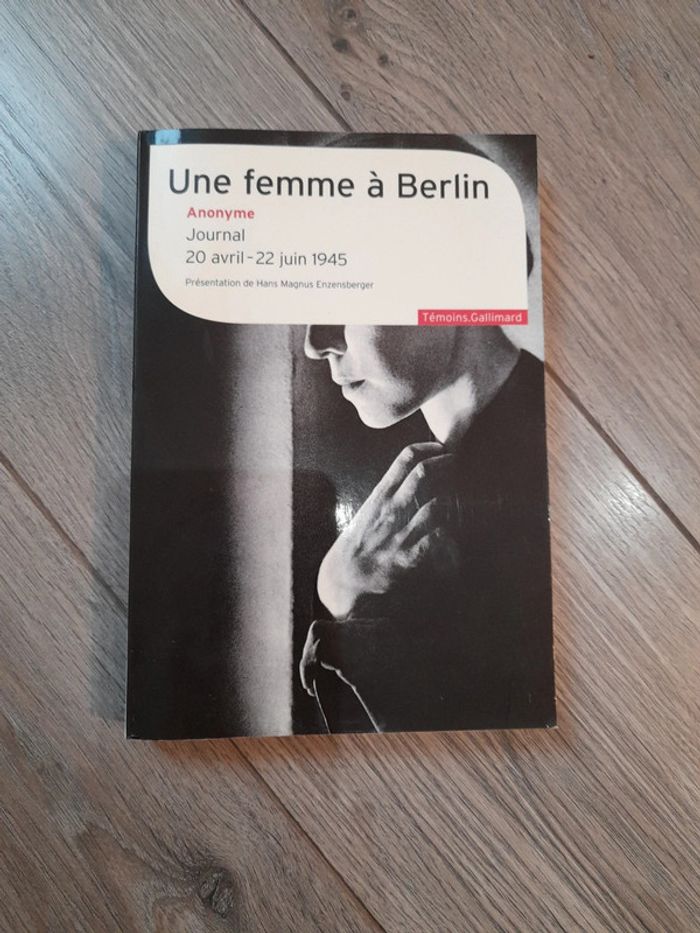 Une femme à Berlin
Anonyme
Journal
20 avril - 22 juin 1945
Présentation de Hans Magnus Enzensberger
Témoins.Gallimard